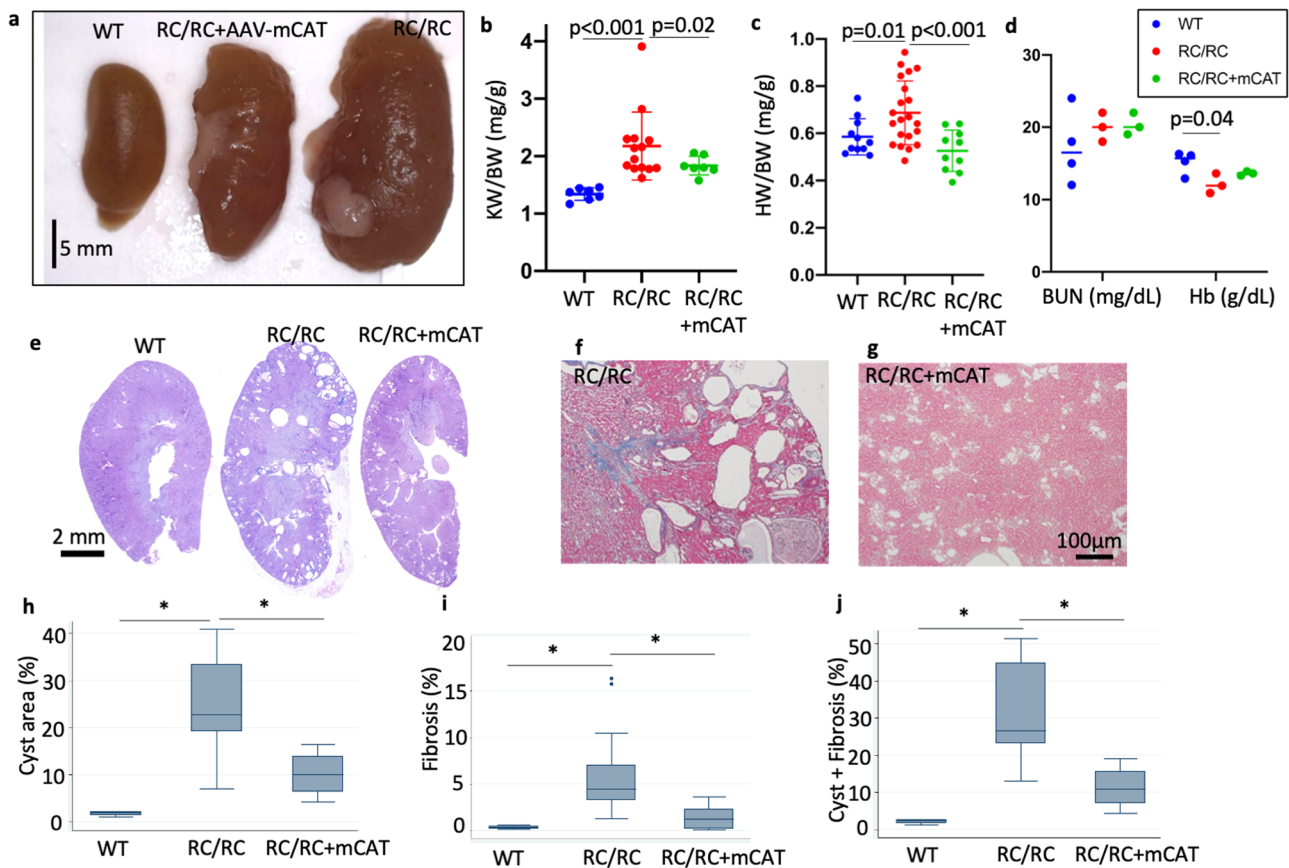 a
WT
RC/RC+AAV-mCAT
RC/RC
5 mm
b
p<0.001
p=0.02
KW/BW (mg/g)
4
3
2
1
0
WT
RC/RC
RC/RC
+mCAT
c
p=0.01
p<0.001
HW/BW (mg/g)
1.0
0.8
0.6
0.4
0.2
0.0
WT
RC/RC
RC/RC
+mCAT
d
WT
RC/RC
RC/RC+mCAT
p=0.04
30
20
10
0
BUN (mg/dL)
Hb (g/dL)
e
WT
RC/RC
RC/RC+mCAT
2 mm
f
RC/RC
g
RC/RC+mCAT
100μm
h
*
*
Cyst area (%)
40
30
20
10
0
WT
RC/RC
RC/RC+mCAT
i
*
*
Fibrosis (%)
20
15
10
5
0
WT
RC/RC
RC/RC+mCAT
j
*
*
Cyst + Fibrosis (%)
50
40
30
20
10
0
WT
RC/RC
RC/RC+mCAT